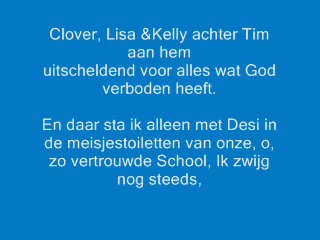 Clover, Lisa &Kelly achter Tim
aan hem
uitscheldend voor alles wat God
verboden heeft.

En daar sta ik alleen met Desi in
de meisjestoiletten van onze, o,
zo vertrouwde School, Ik zwijg
nog steeds,